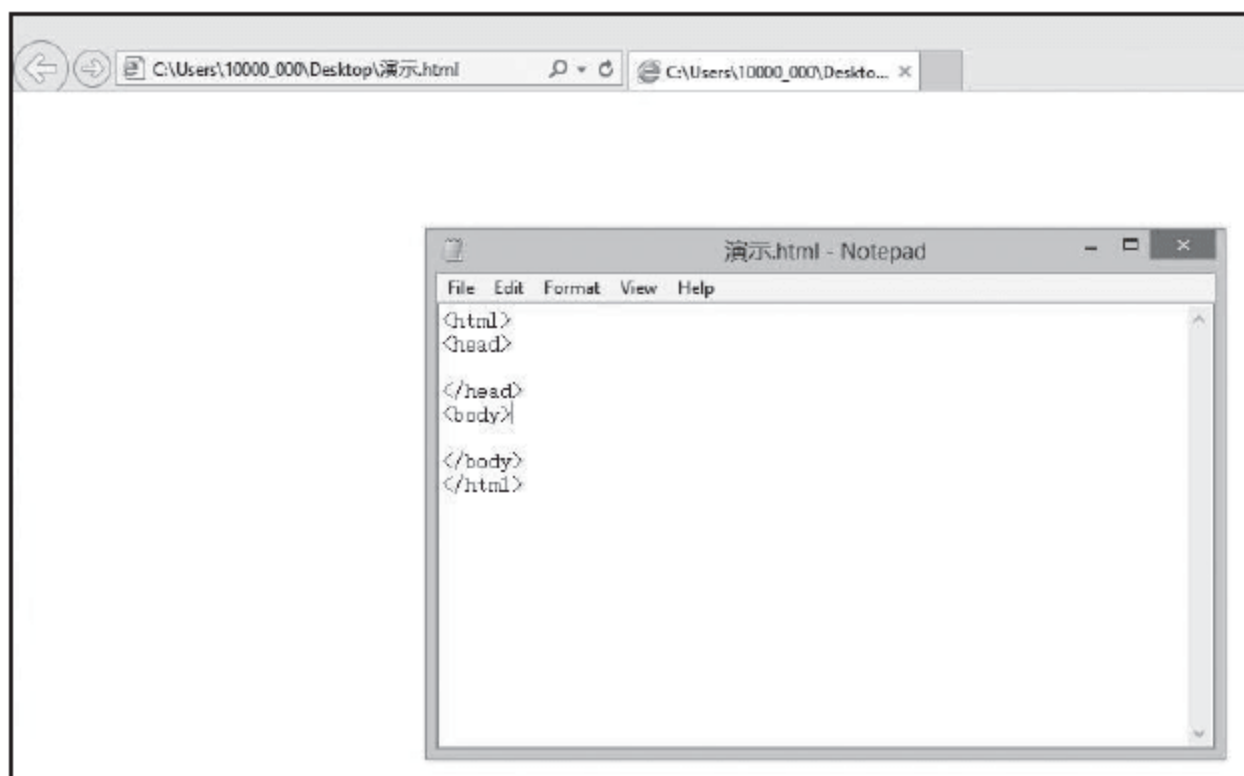 C:\Users\10000_000\Desktop\演示.html
C:\Users\10000_000\Deskto...
演示.html - Notepad
File Edit Format View Help
<html>
<head>
</head>
<body>
</body>
</html>